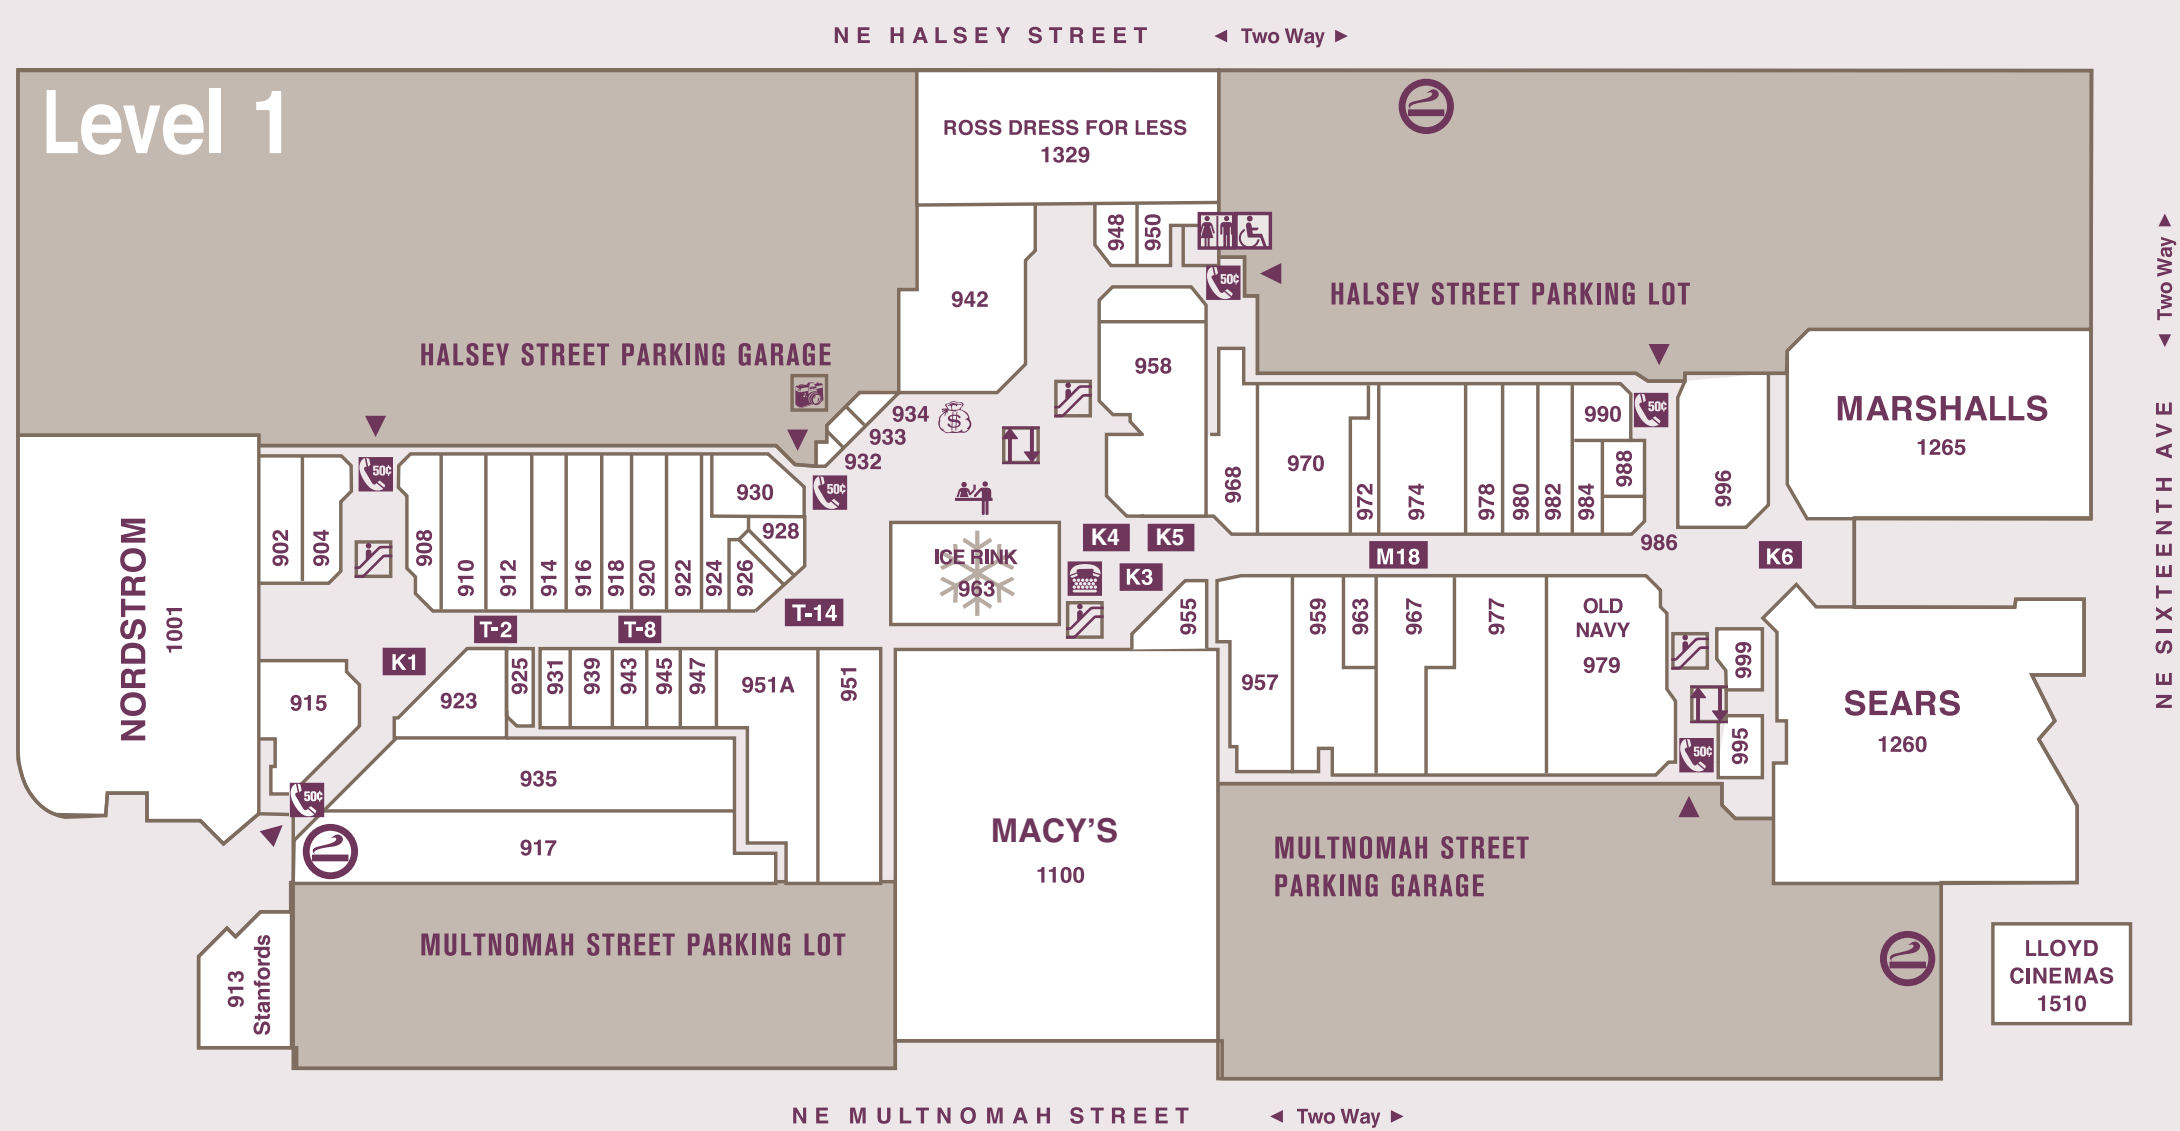 NE HALSEY STREET
◄ Two Way ►
Level 1
ROSS DRESS FOR LESS
1329
948
950
50¢
942
HALSEY STREET PARKING LOT
◄ Two Way ►
NE SIXTEENTH AVE
HALSEY STREET PARKING GARAGE
958
934
933
932
990
50¢
MARSHALLS
1265
NORDSTROM
1001
902
904
50¢
908
910
912
914
916
918
920
922
924
926
930
928
50¢
968
970
972
974
978
980
982
984
988
986
996
ICE RINK
963
K4
K5
K3
M18
K6
T-14
T-2
T-8
K1
915
923
925
931
939
943
945
947
951A
951
955
957
959
963
967
977
OLD
NAVY
979
999
995
50¢
SEARS
1260
935
50¢
917
MACY'S
1100
MULTNOMAH STREET
PARKING GARAGE
MULTNOMAH STREET PARKING LOT
913
Stanfords
LLOYD
CINEMAS
1510
NE MULTNOMAH STREET
◄ Two Way ►